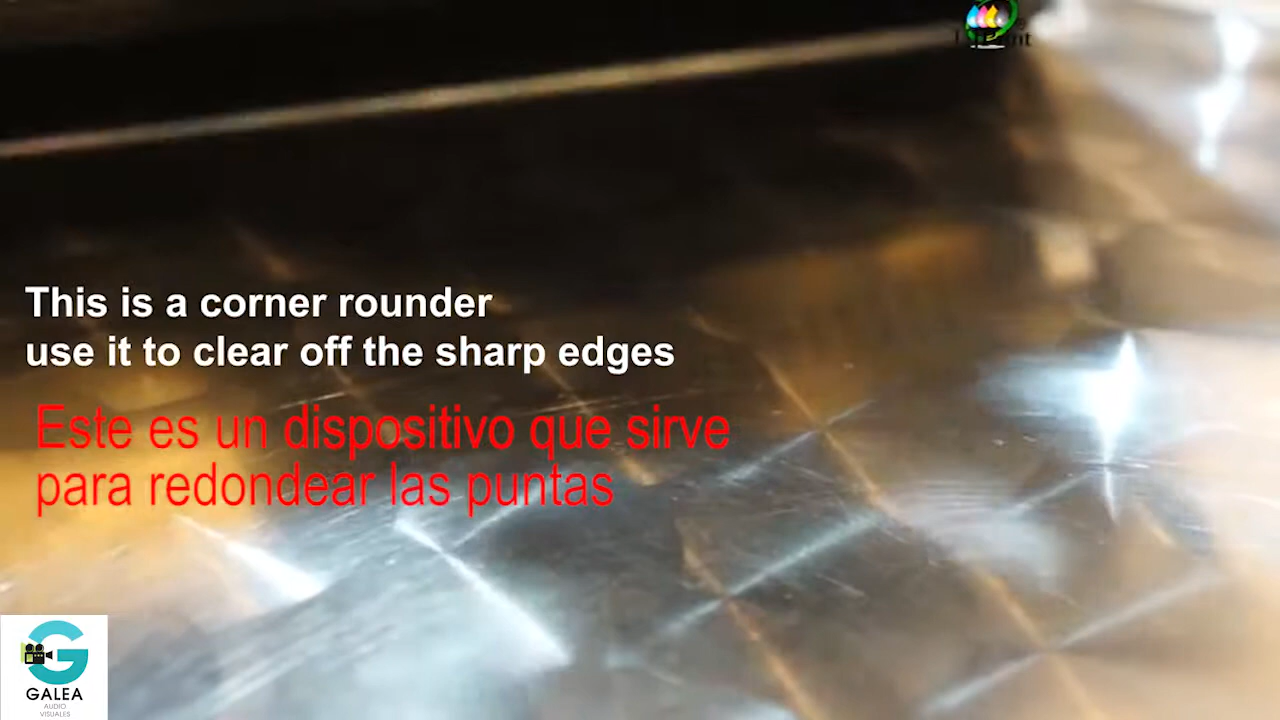 This is a corner rounder
use it to clear off the sharp edges
Este es un dispositivo que sirve
para redondear las puntas
GALEA
AUDIO
VISUALES